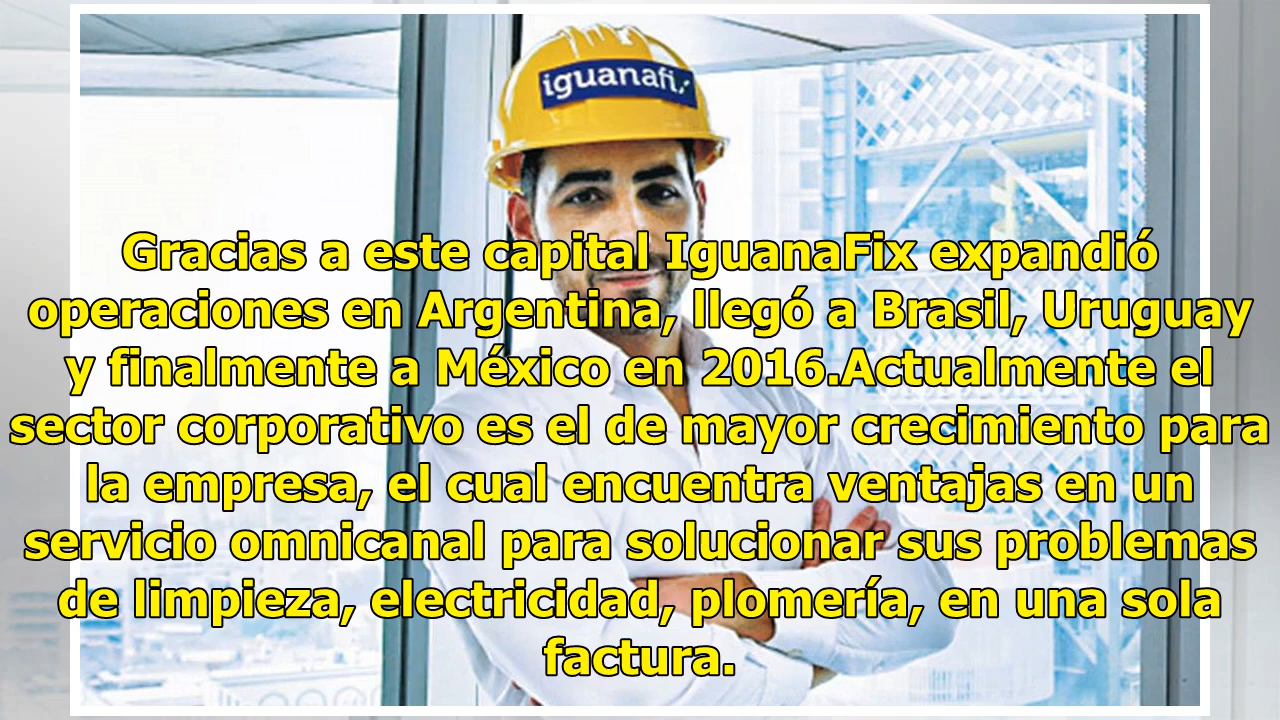 iguanafix
Gracias a este capital IguanaFix expandió
operaciones en Argentina, llegó a Brasil, Uruguay
y finalmente a México en 2016.Actualmente el
sector corporativo es el de mayor crecimiento para
la empresa, el cual encuentra ventajas en un
servicio omnicanal para solucionar sus problemas
de limpieza, electricidad, plomería, en una sola
factura.